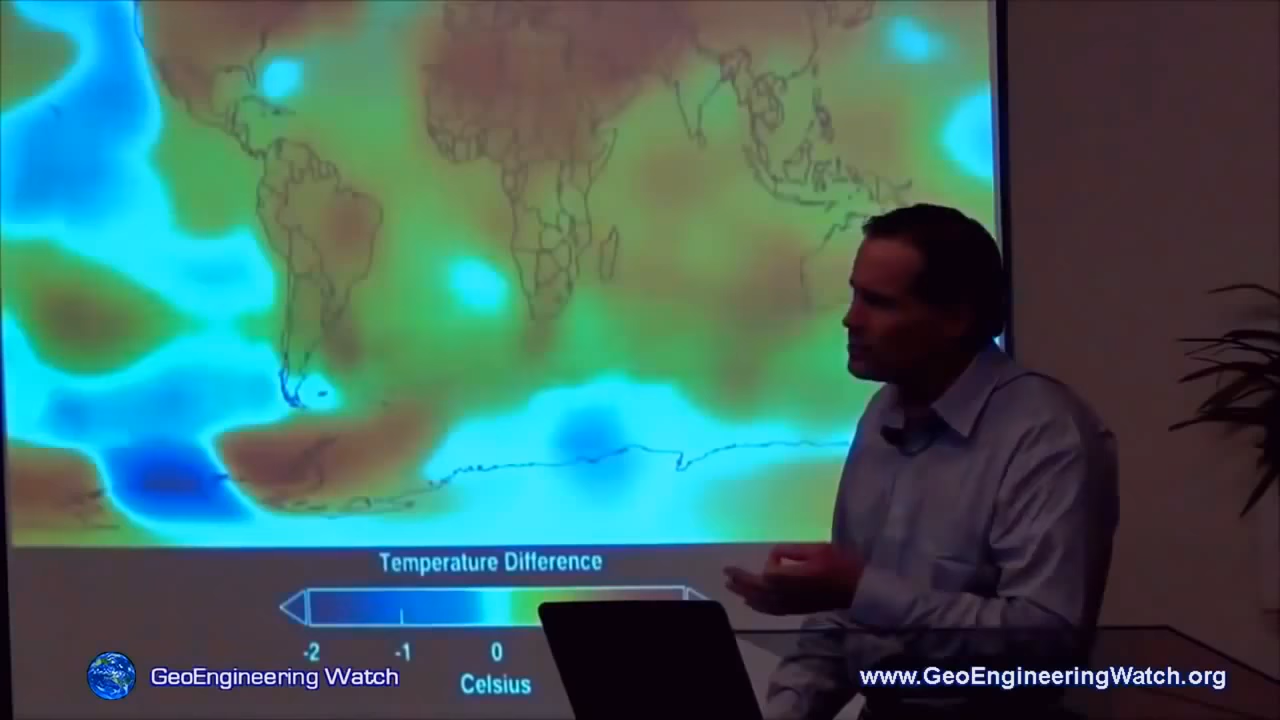 Temperature Difference
-2 -1 0
Celsius
GeoEngineering Watch
www.GeoEngineeringWatch.org